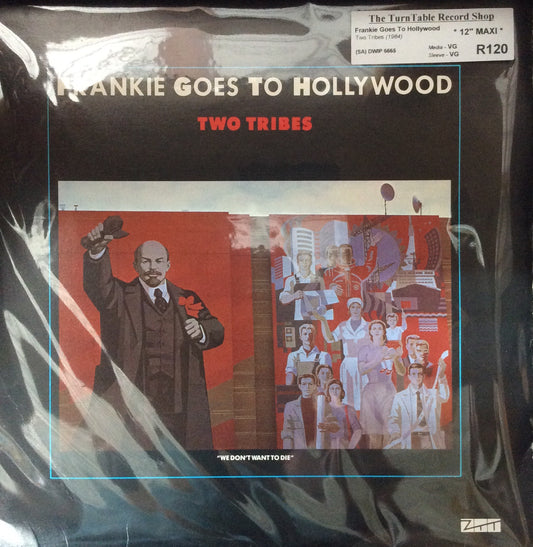 The TurnTable Record Shop
Frankie Goes To Hollywood * 12" MAXI *
Two Tribes (1984)
(SA) DWIP 6665 Media - VG R120
Sleeve - VG
FRANKIE GOES TO HOLLYWOOD
TWO TRIBES
"WE DON'T WANT TO DIE"
ZTT